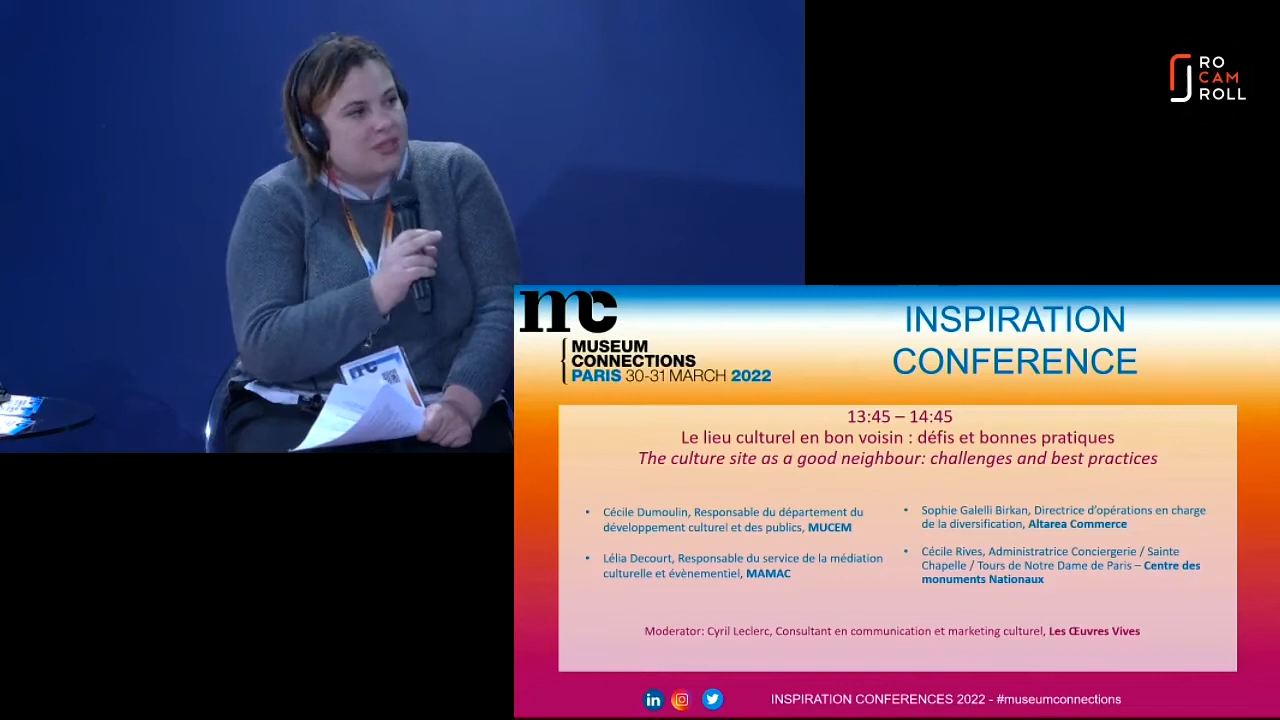 RO
CAM
ROLL
mc
mc
MUSEUM
CONNECTIONS
PARIS 30-31 MARCH 2022
INSPIRATION
CONFERENCE
13:45 – 14:45
Le lieu culturel en bon voisin : défis et bonnes pratiques
The culture site as a good neighbour: challenges and best practices
• Cécile Dumoulin, Responsable du département du
développement culturel et des publics, MUCEM
• Lélia Decourt, Responsable du service de la médiation
culturelle et évènementiel, MAMAC
• Sophie Galelli Birkan, Directrice d'opérations en charge
de la diversification, Altarea Commerce
• Cécile Rives, Administratrice Conciergerie / Sainte
Chapelle / Tours de Notre Dame de Paris – Centre des
monuments Nationaux
Moderator: Cyril Leclerc, Consultant en communication et marketing culturel, Les Œuvres Vives
in
INSPIRATION CONFERENCES 2022 - #museumconnections